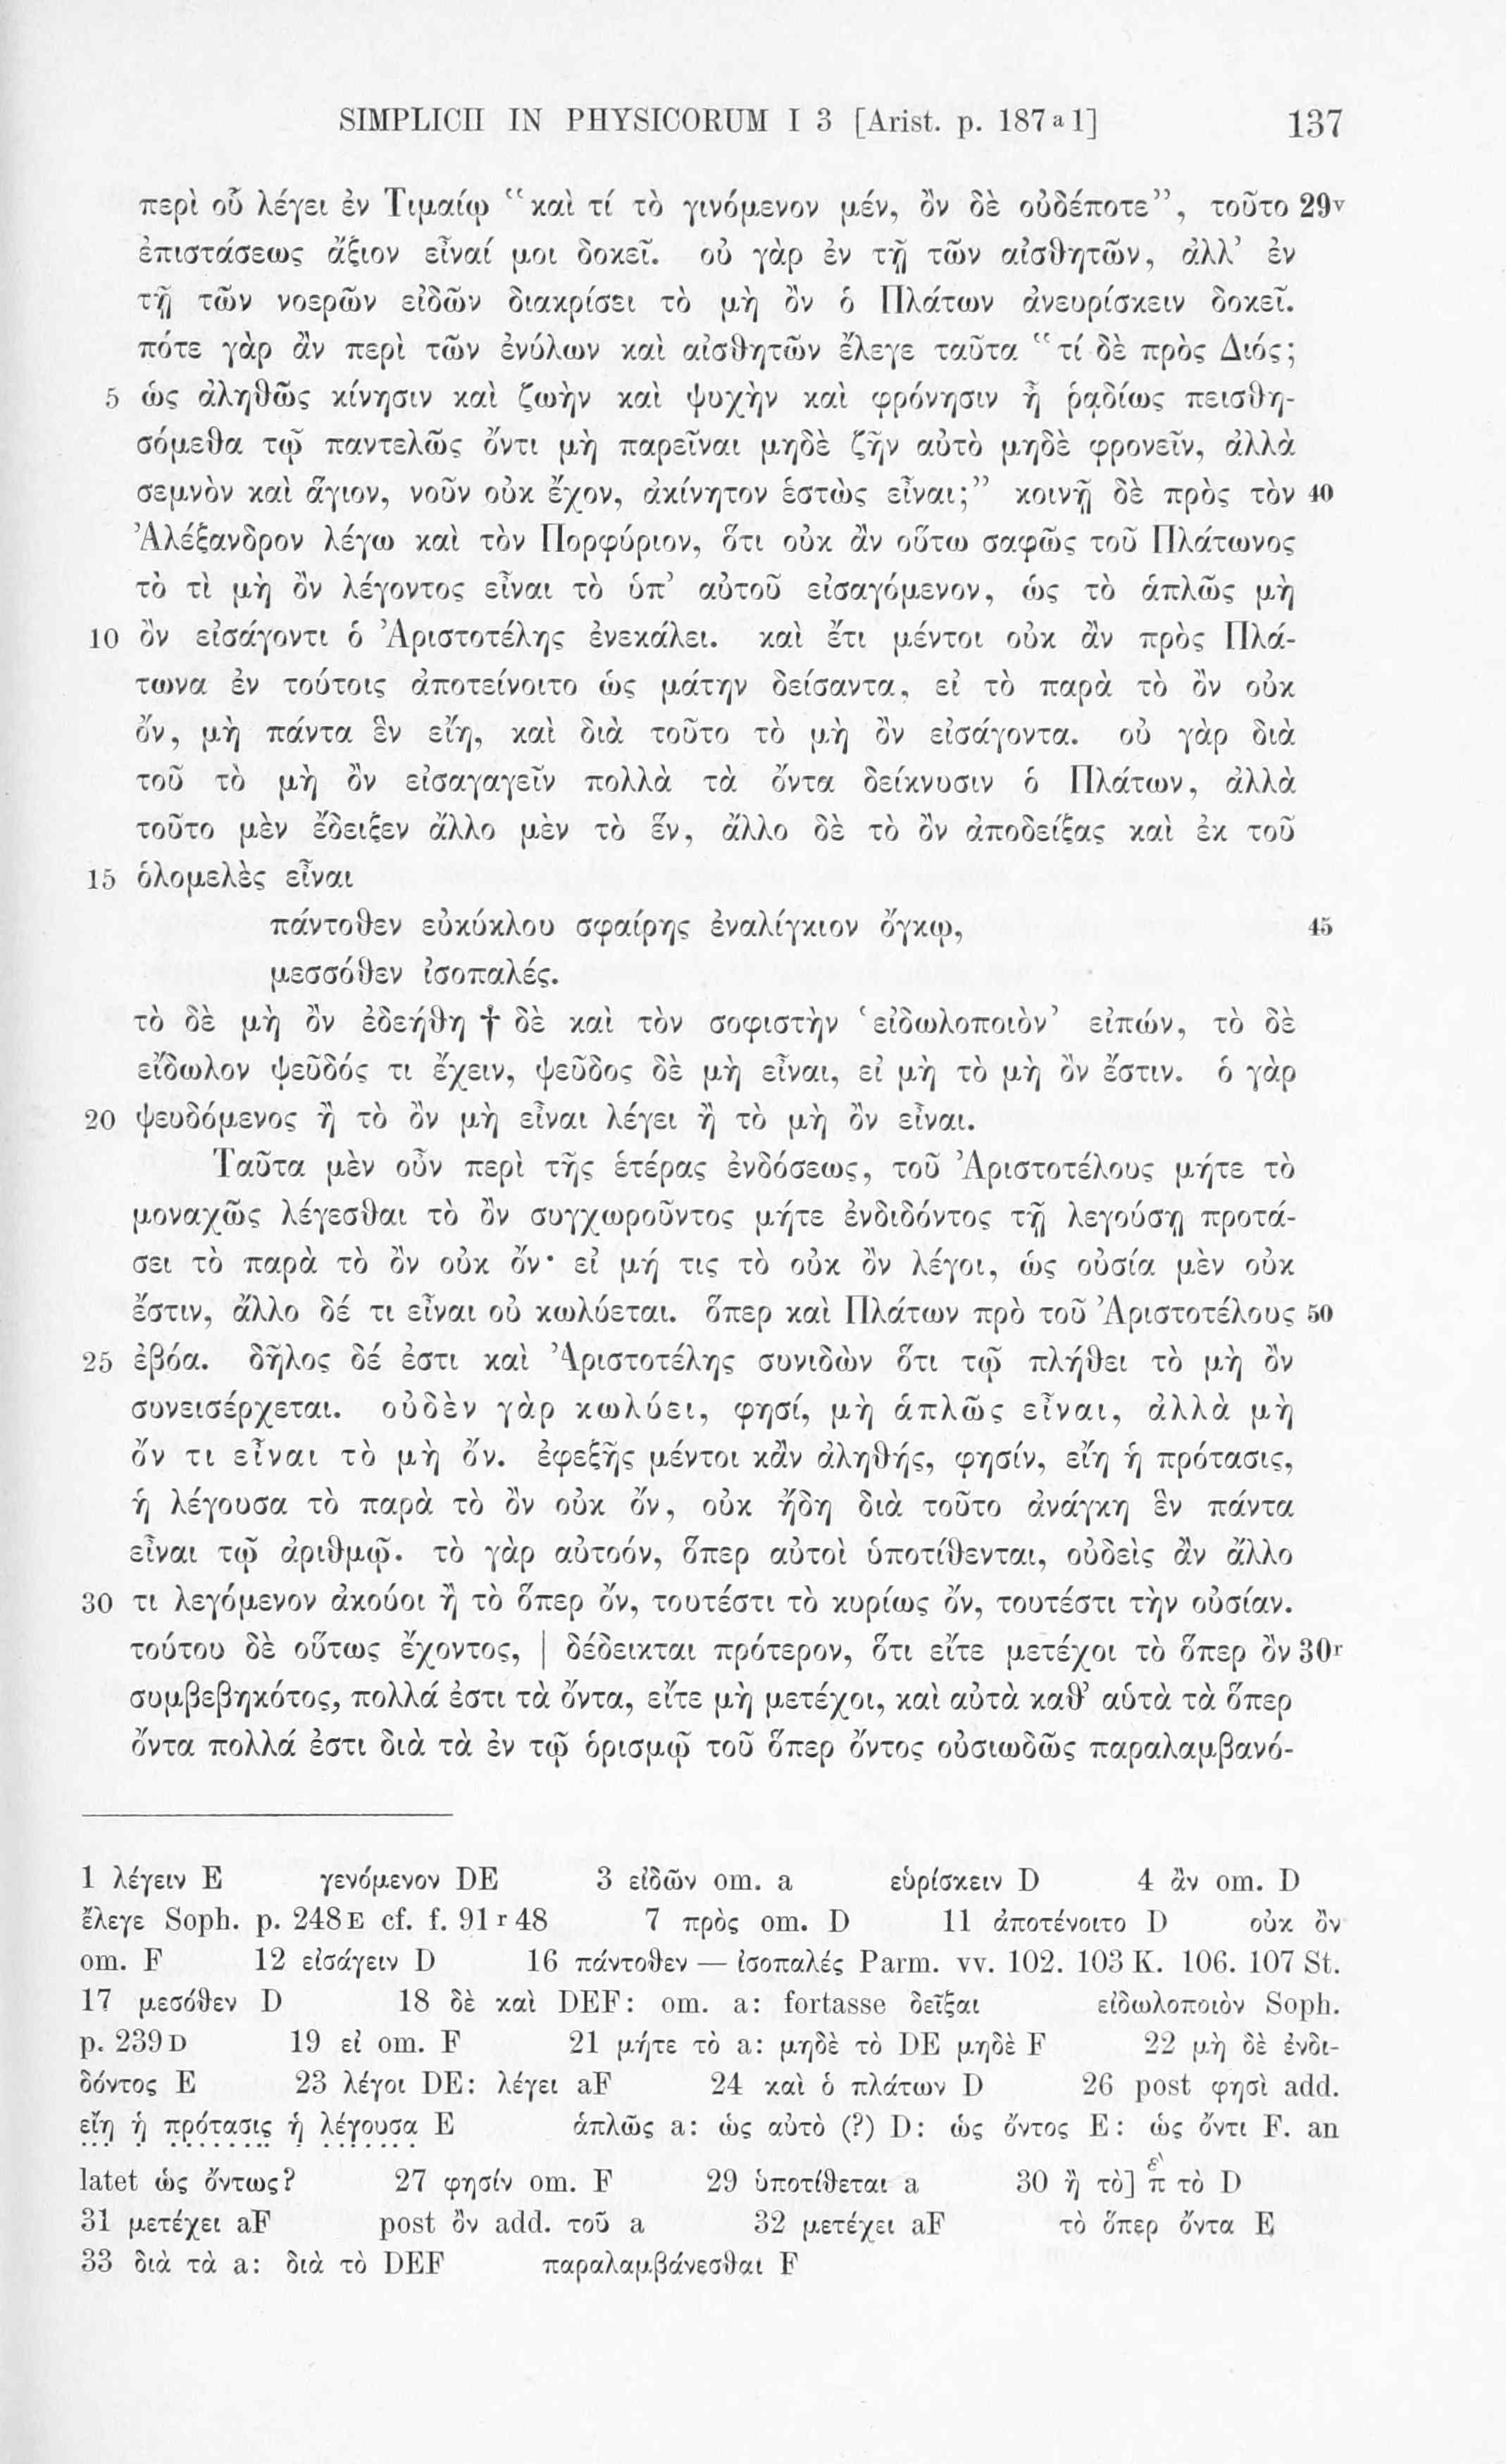 SIMPLICII IN PHYSICORUM I 3 [Arist. p. 187 a 1] 137
περὶ οὗ λέγει ἐν Τιμαίῳ “καὶ τί τὸ γινόμενον μέν, ὂν δὲ οὐδέποτε”, τοῦτο 29v
ἐπιστάσεως ἄξιον εἶναί μοι δοκεῖ. οὐ γὰρ ἐν τῇ τῶν αἰσθητῶν, ἀλλ’ ἐν
τῇ τῶν νοερῶν εἰδῶν διακρίσει τὸ μὴ ὂν ὁ Πλάτων ἀνευρίσκειν δοκεῖ.
πότε γὰρ ἂν περὶ τῶν ἐνύλων καὶ αἰσθητῶν ἔλεγε ταῦτα “τί δὲ πρὸς Διός;
5 ὡς ἀληθῶς κίνησιν καὶ ζωὴν καὶ ψυχὴν καὶ φρόνησιν ἦ ῥᾳδίως πεισθη-
σόμεθα τῷ παντελῶς ὄντι μὴ παρεῖναι μηδὲ ζῆν αὐτὸ μηδὲ φρονεῖν, ἀλλὰ
σεμνὸν καὶ ἅγιον, νοῦν οὐκ ἔχον, ἀκίνητον ἑστὼς εἶναι;” κοινῇ δὲ πρὸς τὸν 40
Ἀλέξανδρον λέγω καὶ τὸν Πορφύριον, ὅτι οὐκ ἂν οὕτω σαφῶς τοῦ Πλάτωνος
τὸ τὶ μὴ ὂν λέγοντος εἶναι τὸ ὑπ’ αὐτοῦ εἰσαγόμενον, ὡς τὸ ἁπλῶς μὴ
10 ὂν εἰσάγοντι ὁ Ἀριστοτέλης ἐνεκάλει. καὶ ἔτι μέντοι οὐκ ἂν πρὸς Πλά-
τωνα ἐν τούτοις ἀποτείνοιτο ὡς μάτην δείσαντα, εἰ τὸ παρὰ τὸ ὂν οὐκ
ὄν, μὴ πάντα ἓν εἴη, καὶ διὰ τοῦτο τὸ μὴ ὂν εἰσάγοντα. οὐ γὰρ διὰ
τοῦ τὸ μὴ ὂν εἰσαγαγεῖν πολλὰ τὰ ὄντα δείκνυσιν ὁ Πλάτων, ἀλλὰ
τοῦτο μὲν ἔδειξεν ἄλλο μὲν τὸ ἕν, ἄλλο δὲ τὸ ὂν ἀποδείξας καὶ ἐκ τοῦ
15 ὁλομελὲς εἶναι
πάντοθεν εὐκύκλου σφαίρης ἐναλίγκιον ὄγκῳ, 45
μεσσόθεν ἰσοπαλές.
τὸ δὲ μὴ ὂν ἐδεήθη † δὲ καὶ τὸν σοφιστὴν ‘εἰδωλοποιὸν’ εἰπών, τὸ δὲ
εἴδωλον ψεῦδός τι ἔχειν, ψεῦδος δὲ μὴ εἶναι, εἰ μὴ τὸ μὴ ὂν ἔστιν. ὁ γὰρ
20 ψευδόμενος ἢ τὸ ὂν μὴ εἶναι λέγει ἢ τὸ μὴ ὂν εἶναι.
Ταῦτα μὲν οὖν περὶ τῆς ἑτέρας ἐνδόσεως, τοῦ Ἀριστοτέλους μήτε τὸ
μοναχῶς λέγεσθαι τὸ ὂν συγχωροῦντος μήτε ἐνδιδόντος τῇ λεγούσῃ προτά-
σει τὸ παρὰ τὸ ὂν οὐκ ὄν· εἰ μή τις τὸ οὐκ ὂν λέγοι, ὡς οὐσία μὲν οὐκ
ἔστιν, ἄλλο δέ τι εἶναι οὐ κωλύεται. ὅπερ καὶ Πλάτων πρὸ τοῦ Ἀριστοτέλους 50
25 ἐβόα. δῆλος δέ ἐστι καὶ Ἀριστοτέλης συνιδὼν ὅτι τῷ πλήθει τὸ μὴ ὂν
συνεισέρχεται. οὐδὲν γὰρ κωλύει, φησί, μὴ ἁπλῶς εἶναι, ἀλλὰ μὴ
ὄν τι εἶναι τὸ μὴ ὄν. ἐφεξῆς μέντοι κἂν ἀληθής, φησίν, εἴη ἡ πρότασις,
ἡ λέγουσα τὸ παρὰ τὸ ὂν οὐκ ὄν, οὐκ ἤδη διὰ τοῦτο ἀνάγκη ἓν πάντα
εἶναι τῷ ἀριθμῷ. τὸ γὰρ αὐτοόν, ὅπερ αὐτοὶ ὑποτίθενται, οὐδεὶς ἂν ἄλλο
30 τι λεγόμενον ἀκούοι ἢ τὸ ὅπερ ὄν, τουτέστι τὸ κυρίως ὄν, τουτέστι τὴν οὐσίαν.
τούτου δὲ οὕτως ἔχοντος, | δέδεικται πρότερον, ὅτι εἴτε μετέχοι τὸ ὅπερ ὂν 30r
συμβεβηκότος, πολλά ἐστι τὰ ὄντα, εἴτε μὴ μετέχοι, καὶ αὐτὰ καθ’ αὑτὰ τὰ ὅπερ
ὄντα πολλά ἐστι διὰ τὰ ἐν τῷ ὁρισμῷ τοῦ ὅπερ ὄντος οὐσιωδῶς παραλαμβανό-
1 λέγειν E γενόμενον DE 3 εἰδῶν om. a εὑρίσκειν D 4 ἂν om. D
ἔλεγε Soph. p. 248 E cf. f. 91 r 48 7 πρὸς om. D 11 ἀποτένοιτο D οὐκ ὂν
om. F 12 εἰσάγειν D 16 πάντοθεν — ἰσοπαλές Parm. vv. 102. 103 K. 106. 107 St.
17 μεσόθεν D 18 δὲ καὶ DEF: om. a: fortasse δεῖξαι εἰδωλοποιὸν Soph.
p. 239 D 19 εἰ om. F 21 μήτε τὸ a: μηδὲ τὸ DE μηδὲ F 22 μὴ δὲ ἐνδι-
δόντος E 23 λέγοι DE: λέγει aF 24 καὶ ὁ πλάτων D 26 post φησὶ add.
εἴη ἡ πρότασις ἡ λέγουσα E ἁπλῶς a: ὡς αὐτὸ (?) D: ὡς ὄντος E: ὡς ὄντι F. an
latet ὡς ὄντως? 27 φησίν om. F 29 ὑποτίθεται a 30 ἢ τὸ] π ἐ τὸ D
31 μετέχει aF post ὂν add. τοῦ a 32 μετέχει aF τὸ ὅπερ ὄντα E
33 διὰ τὰ a: διὰ τὸ DEF παραλαμβάνεσθαι F